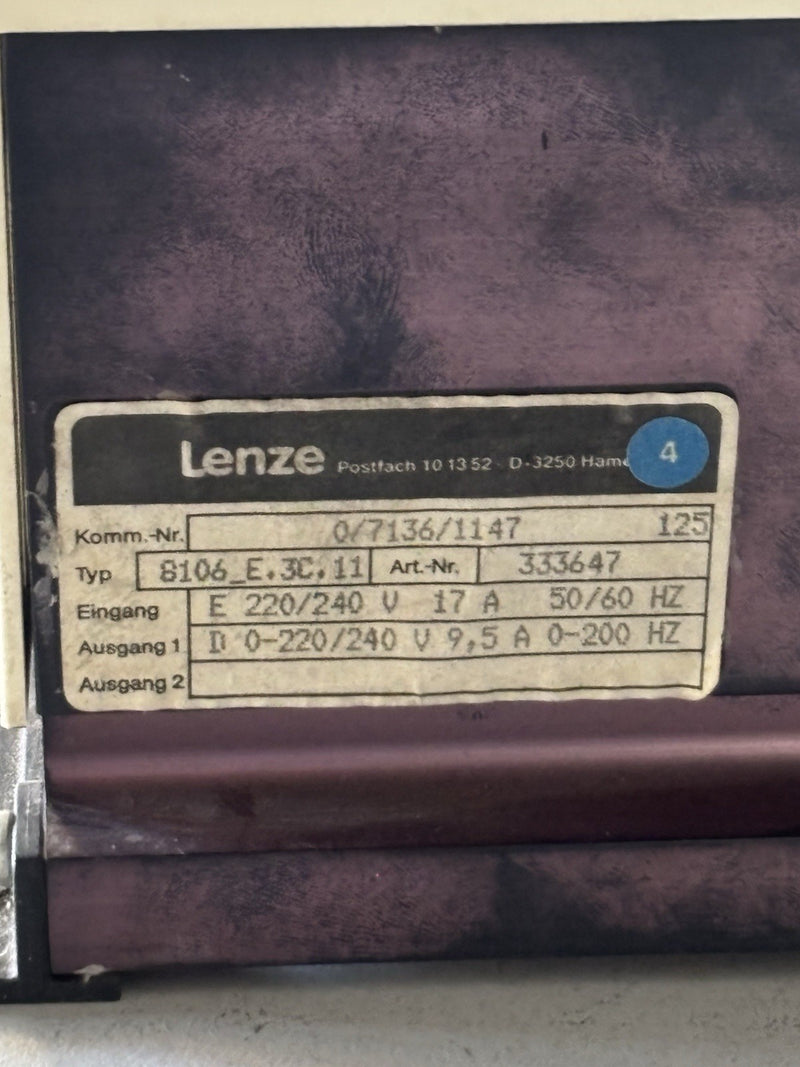 Lenze Postfach 10 13 52 · D-3250 Hame
4
Komm.-Nr. 0/7136/1147 125
Typ 8106_E.3C.11 Art.-Nr. 333647
Eingang E 220/240 V 17 A 50/60 HZ
Ausgang 1 D 0-220/240 V 9,5 A 0-200 HZ
Ausgang 2